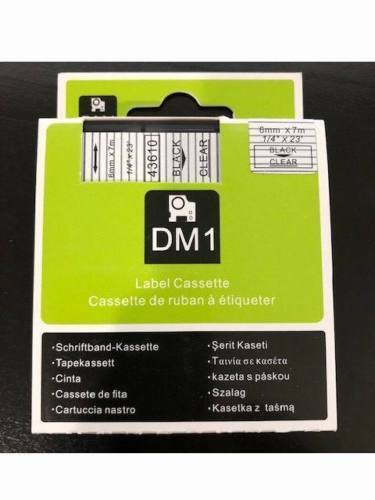 6mm x 7m
1/4" x 23'
43610
BLACK
CLEAR
6mm x 7m
1/4" X 23'
BLACK
CLEAR
DM1
Label Cassette
Cassette de ruban à étiqueter
·Schriftband-Kassette
·Tapekassett
·Cinta
·Cassette de fita
·Cartuccia nastro
·Şerit Kaseti
·Ταινία σε κασέτα
·kazeta s páskou
·Szalag
·Kasetka z taśmą